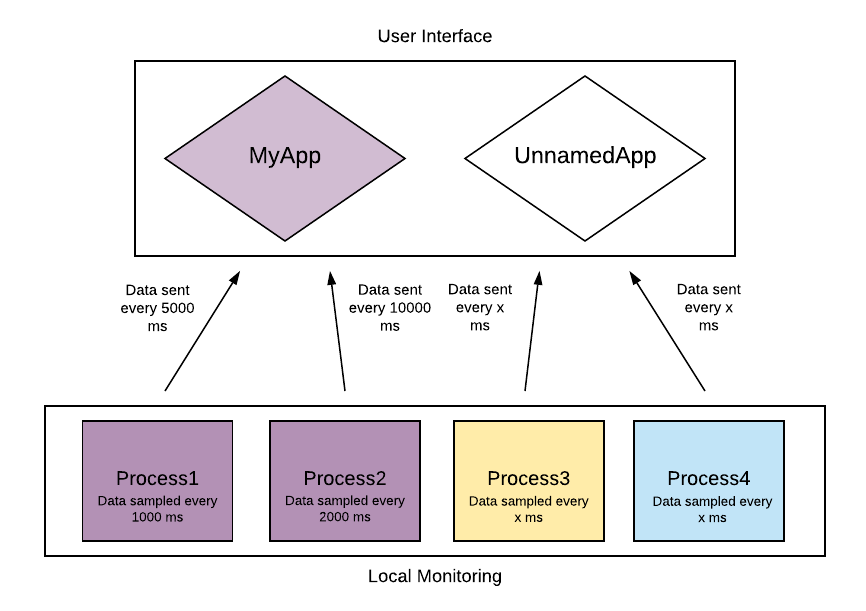 User Interface
MyApp
UnnamedApp
Data sent
every 5000
ms
Data sent
every 10000
ms
Data sent
every x
ms
Data sent
every x
ms
Process1
Data sampled every
1000 ms
Process2
Data sampled every
2000 ms
Process3
Data sampled every
x ms
Process4
Data sampled every
x ms
Local Monitoring